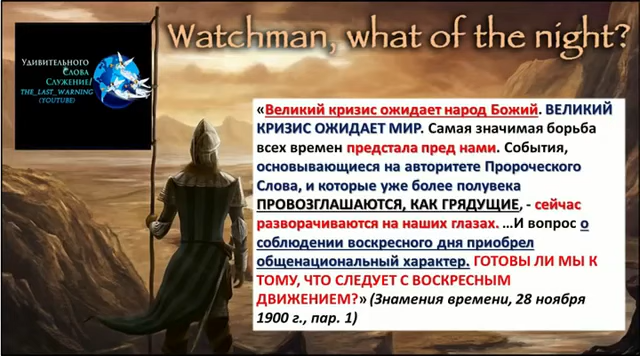 Watchman, what of the night?
Удивительного
Слова
Служение/
THE_LAST_WARNING
(YOUTUBE)
«Великий кризис ожидает народ Божий. ВЕЛИКИЙ
КРИЗИС ОЖИДАЕТ МИР. Самая значимая борьба
всех времен предстала пред нами. События,
основывающиеся на авторитете Пророческого
Слова, и которые уже более полувека
ПРОВОЗГЛАШАЮТСЯ, КАК ГРЯДУЩИЕ, - сейчас
разворачиваются на наших глазах. ...И вопрос о
соблюдении воскресного дня приобрел
общенациональный характер. ГОТОВЫ ЛИ МЫ К
ТОМУ, ЧТО СЛЕДУЕТ С ВОСКРЕСНЫМ
ДВИЖЕНИЕМ?» (Знамения времени, 28 ноября
1900 г., пар. 1)